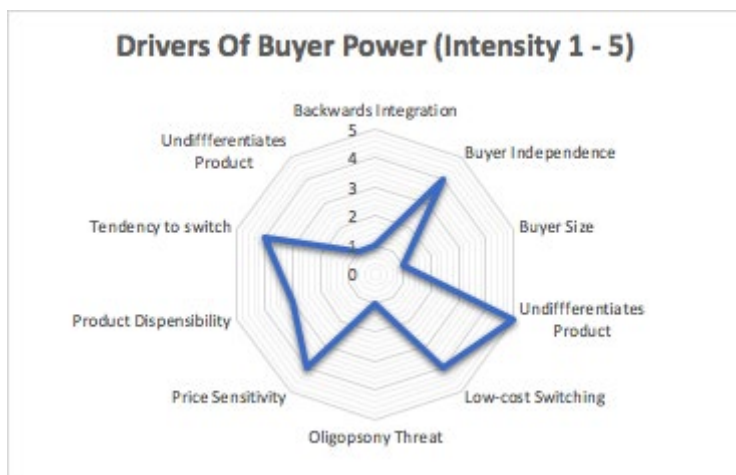 Drivers Of Buyer Power (Intensity 1 - 5)
Backwards Integration
Buyer Independence
Buyer Size
Undiffferentiates
Product
Low-cost Switching
Oligopsony Threat
Price Sensitivity
Product Dispensibility
Tendency to switch
Undiffferentiates
Product
5
4
3
2
1
0